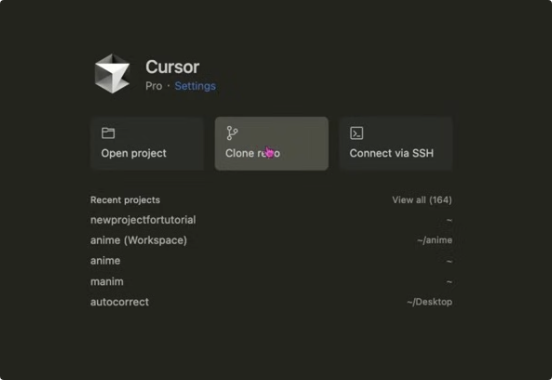 Cursor
Pro · Settings
Open project
Clone repo
Connect via SSH
Recent projects View all (164)
newprojectfortutorial ~
anime (Workspace) ~/anime
anime ~
manim ~
autocorrect ~/Desktop